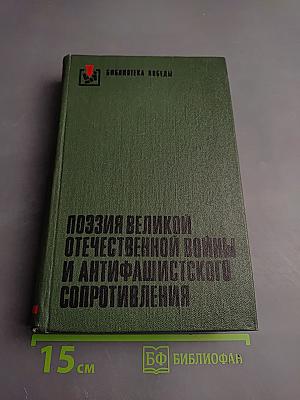 БИБЛИОТЕКА ПОБЕДЫ
ПОЭЗИЯ ВЕЛИКОЙ
ОТЕЧЕСТВЕННОЙ ВОЙНЫ
И АНТИФАШИСТСКОГО
СОПРОТИВЛЕНИЯ
15 см
БФ БИБЛИОФАН